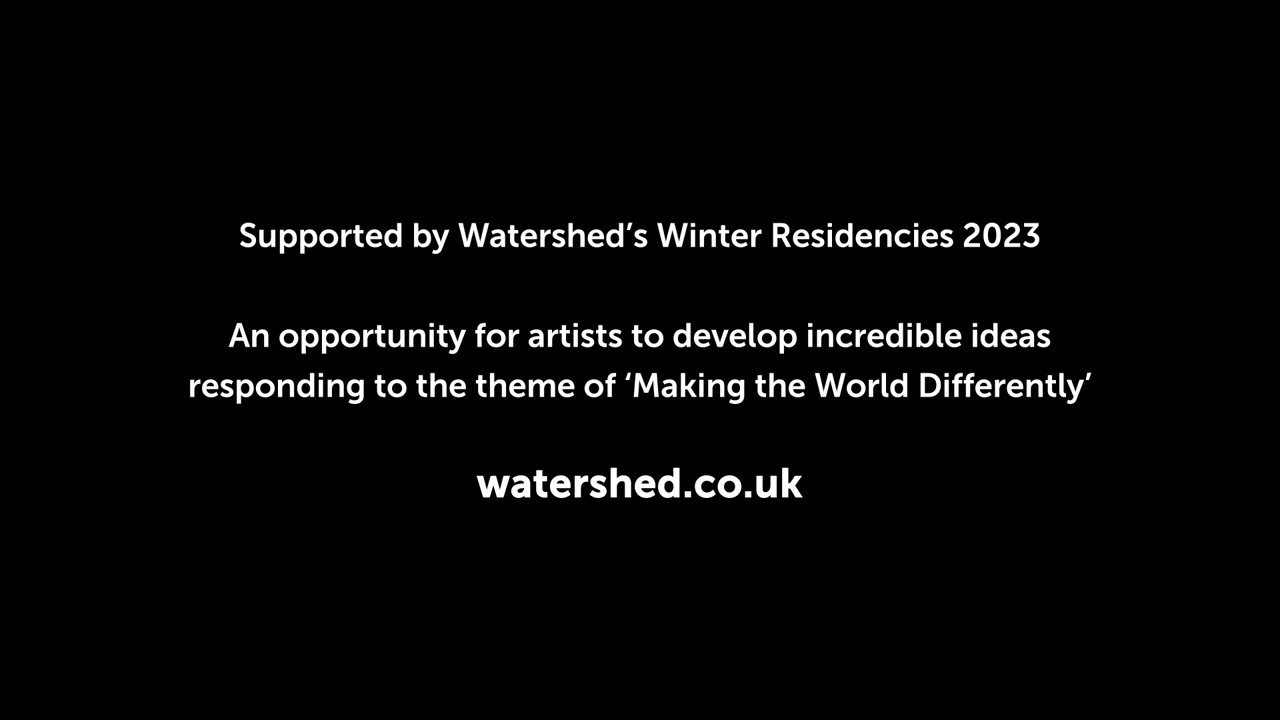 Supported by Watershed’s Winter Residencies 2023
An opportunity for artists to develop incredible ideas
responding to the theme of ‘Making the World Differently’
watershed.co.uk